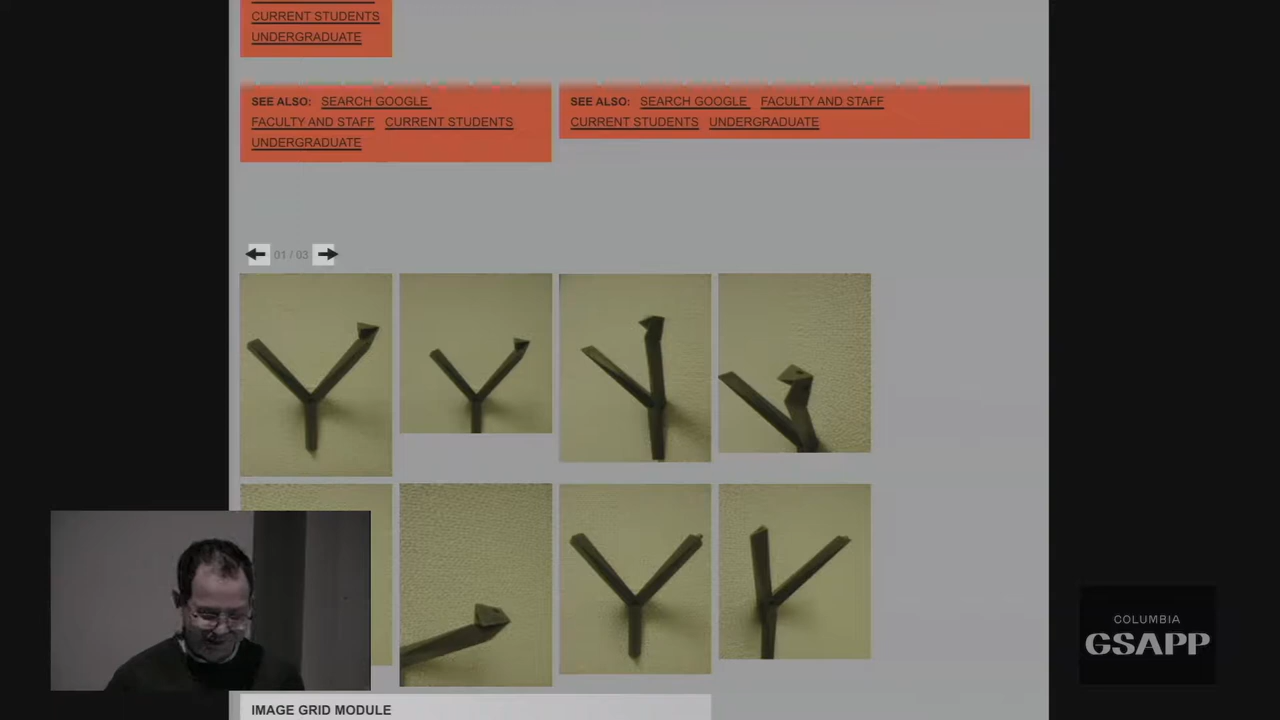 CURRENT STUDENTS
UNDERGRADUATE
SEE ALSO: SEARCH GOOGLE
FACULTY AND STAFF CURRENT STUDENTS
UNDERGRADUATE
SEE ALSO: SEARCH GOOGLE FACULTY AND STAFF
CURRENT STUDENTS UNDERGRADUATE
01 / 03
IMAGE GRID MODULE
COLUMBIA
GSAPP